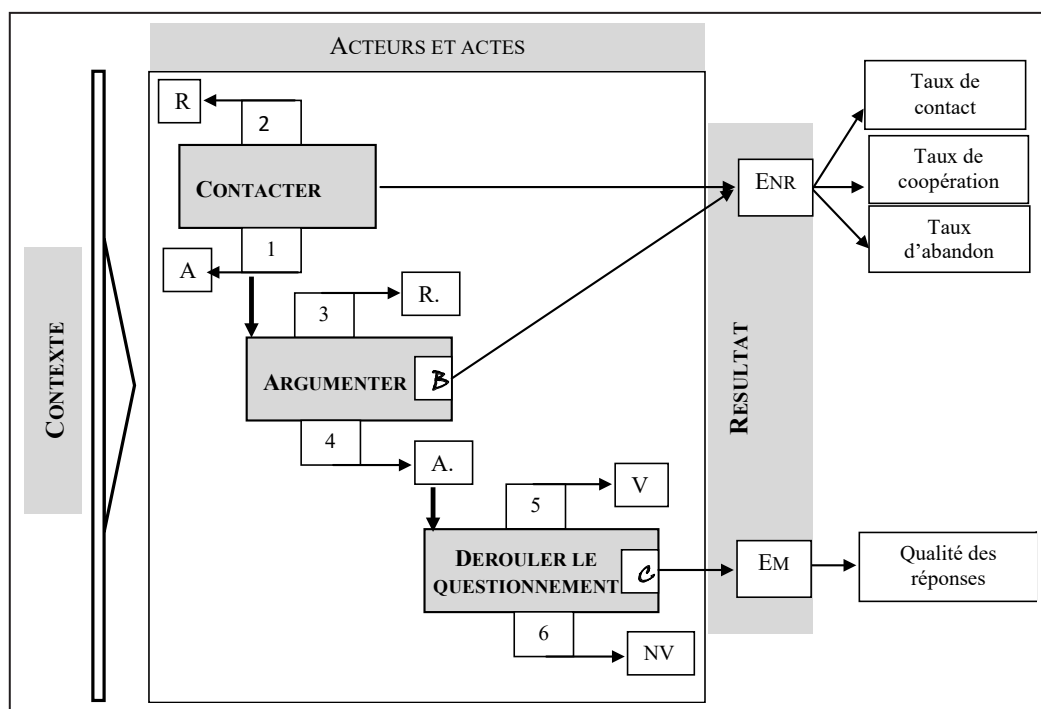 ACTEURS ET ACTES
CONTEXTE
R
2
CONTACTER
1
A
3
R.
ARGUMENTER
B
4
A.
5
V
DEROULER LE
QUESTIONNEMENT
C
6
NV
RESULTAT
ENR
EM
Taux de
contact
Taux de
coopération
Taux
d’abandon
Qualité des
réponses